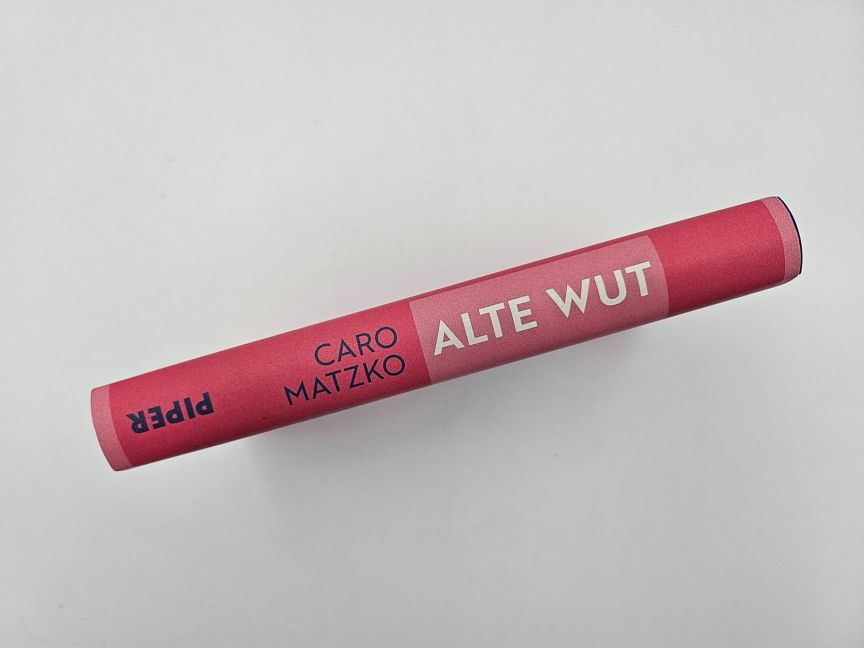 CARO
MATZKO
ALTE WUT
PIPER